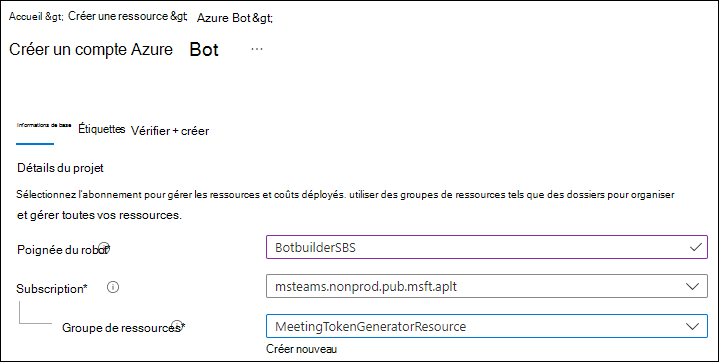 Accueil &gt; Créer une ressource &gt; Azure Bot &gt;
Créer un compte Azure Bot ...
Informations de base Étiquettes Vérifier + créer
Détails du projet
Sélectionnez l'abonnement pour gérer les ressources et coûts déployés. utiliser des groupes de ressources tels que des dossiers pour organiser
et gérer toutes vos ressources.
Poignée du robot* BotbuilderSBS
Subscription* msteams.nonprod.pub.msft.aplt
Groupe de ressources* MeetingTokenGeneratorResource
Créer nouveau